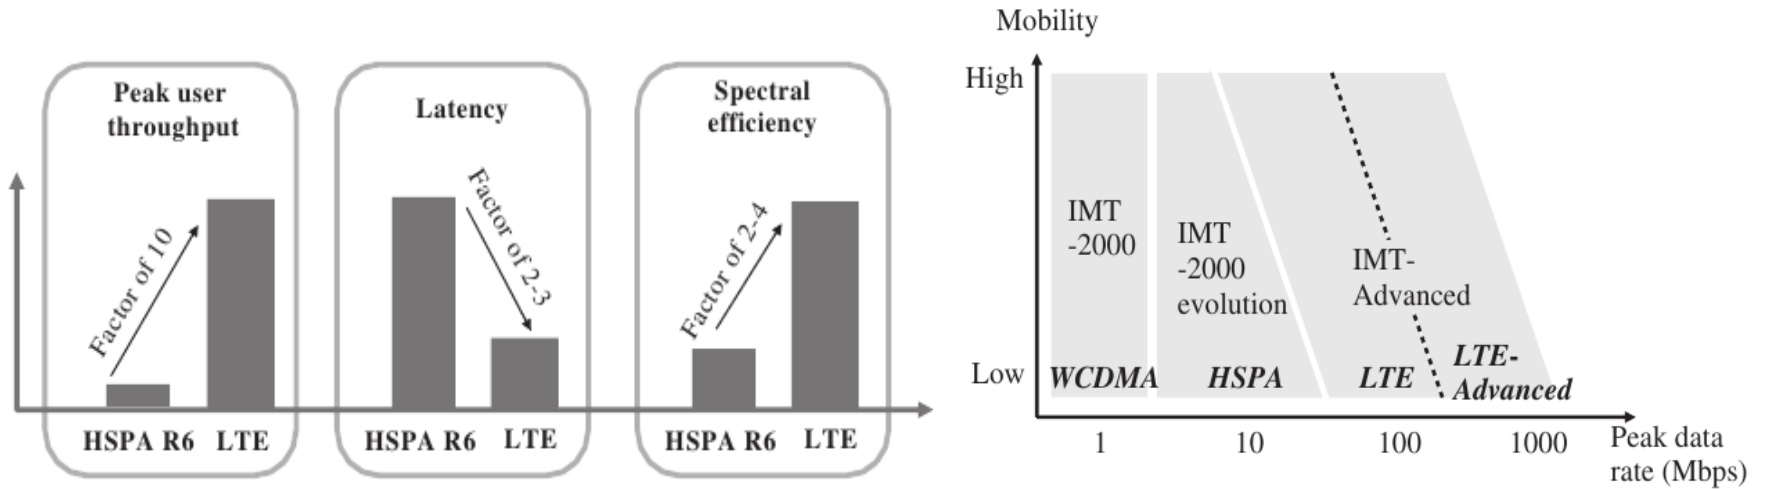 Peak user
throughput
Factor of 10
HSPA R6
LTE
Latency
Factor of 2-3
HSPA R6
LTE
Spectral
efficiency
Factor of 2-4
HSPA R6
LTE
Mobility
High
Low
IMT
-2000
IMT
-2000
evolution
IMT-
Advanced
WCDMA
HSPA
LTE
LTE-
Advanced
1
10
100
1000
Peak data
rate (Mbps)